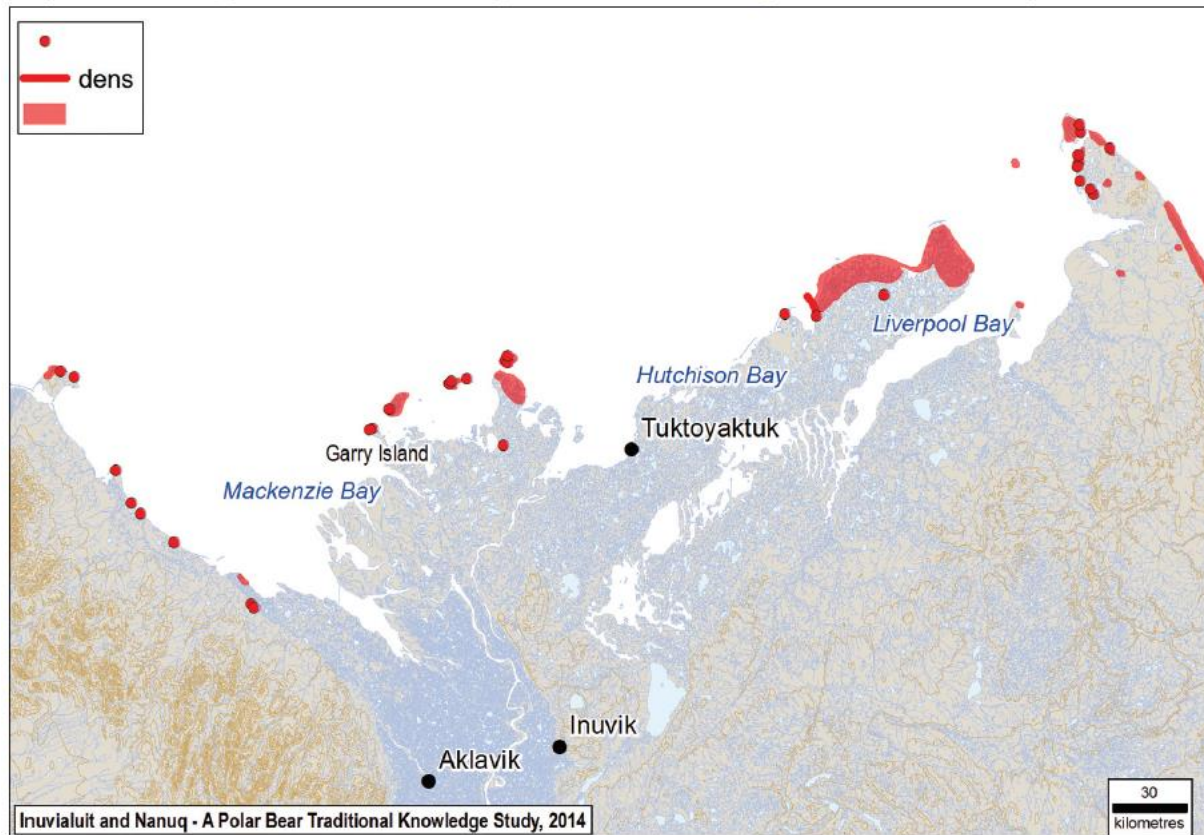 dens
Liverpool Bay
Hutchison Bay
Tuktoyaktuk
Garry Island
Mackenzie Bay
Inuvik
Aklavik
30
kilometres
Inuvialuit and Nanuq - A Polar Bear Traditional Knowledge Study, 2014